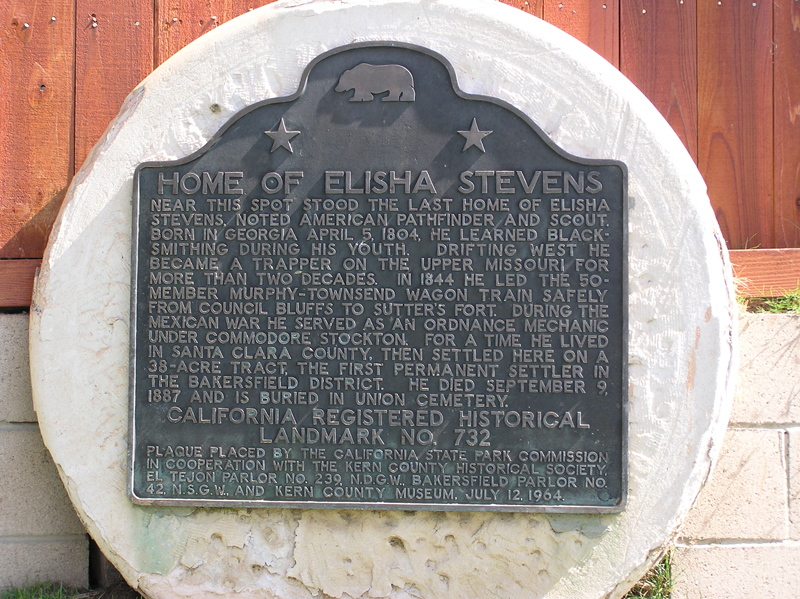 HOME OF ELISHA STEVENS
NEAR THIS SPOT STOOD THE LAST HOME OF ELISHA
STEVENS, NOTED AMERICAN PATHFINDER AND SCOUT.
BORN IN GEORGIA APRIL 5, 1804, HE LEARNED BLACK-
SMITHING DURING HIS YOUTH. DRIFTING WEST HE
BECAME A TRAPPER ON THE UPPER MISSOURI FOR
MORE THAN TWO DECADES. IN 1844 HE LED THE 50-
MEMBER MURPHY-TOWNSEND WAGON TRAIN SAFELY
FROM COUNCIL BLUFFS TO SUTTER'S FORT. DURING THE
MEXICAN WAR HE SERVED AS AN ORDNANCE MECHANIC
UNDER COMMODORE STOCKTON. FOR A TIME HE LIVED
IN SANTA CLARA COUNTY, THEN SETTLED HERE ON A
38-ACRE TRACT, THE FIRST PERMANENT SETTLER IN
THE BAKERSFIELD DISTRICT. HE DIED SEPTEMBER 9,
1887 AND IS BURIED IN UNION CEMETERY.
CALIFORNIA REGISTERED HISTORICAL
LANDMARK NO. 732
PLAQUE PLACED BY THE CALIFORNIA STATE PARK COMMISSION
IN COOPERATION WITH THE KERN COUNTY HISTORICAL SOCIETY,
EL TEJON PARLOR NO. 239, N.D.G.W., BAKERSFIELD PARLOR NO.
42, N.S.G.W., AND KERN COUNTY MUSEUM, JULY 12, 1964.